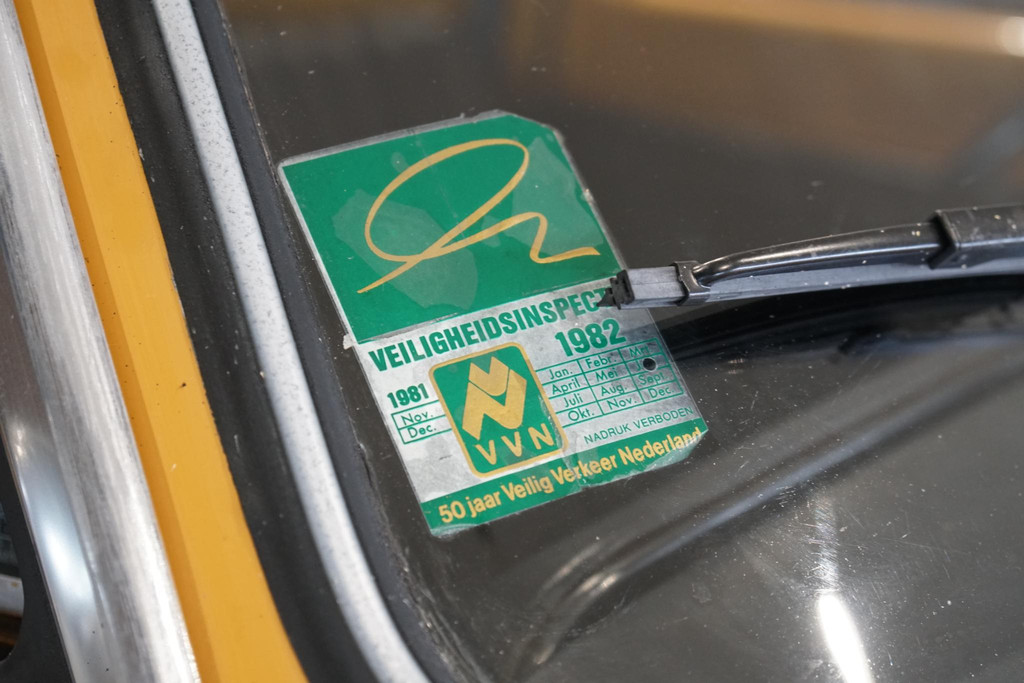 VEILIGHEIDSINSPECT
1982
1981
Nov.
Dec.
VVN
Jan. Febr.
April Mei
Juli Aug. Sept
Okt. Nov. Dec
NADRUK VERBODEN
50 jaar Veilig Verkeer Nederland